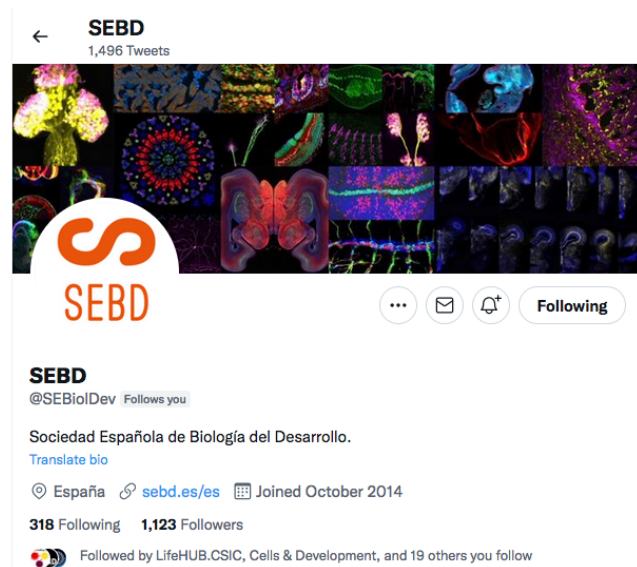 SEBD
1,496 Tweets
SEBD
Following
SEBD
@SEBiolDev Follows you
Sociedad Española de Biología del Desarrollo.
Translate bio
España sebd.es/es Joined October 2014
318 Following 1,123 Followers
Followed by LifeHUB.CSIC, Cells & Development, and 19 others you follow